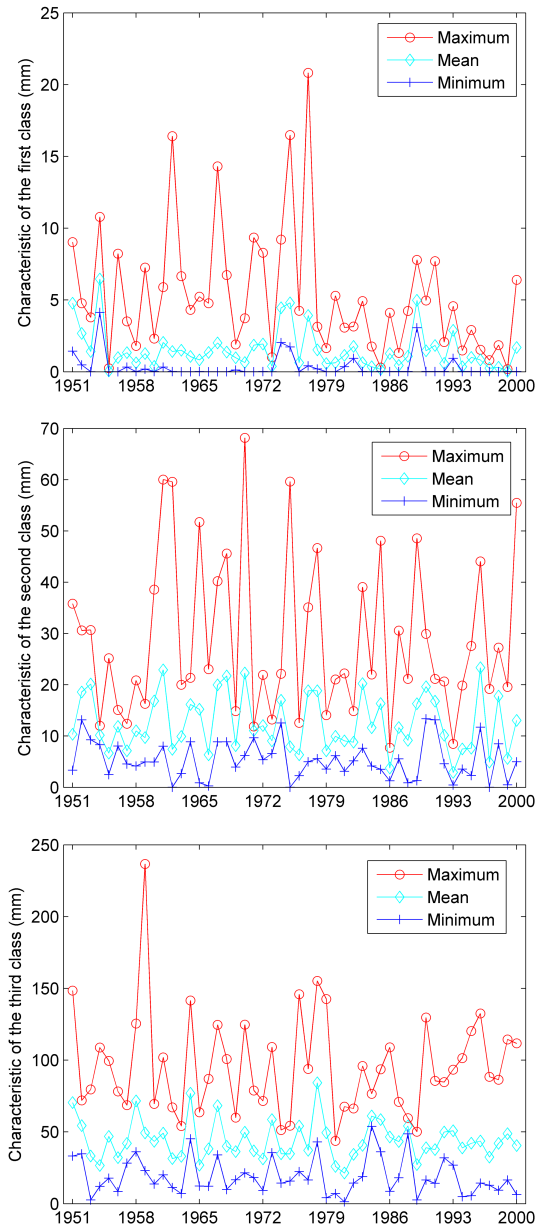 25
20
15
10
5
0
Characteristic of the first class (mm)
Maximum
Mean
Minimum
1951 1958 1965 1972 1979 1986 1993 2000
70
60
50
40
30
20
10
0
Characteristic of the second class (mm)
Maximum
Mean
Minimum
1951 1958 1965 1972 1979 1986 1993 2000
250
200
150
100
50
0
Characteristic of the third class (mm)
Maximum
Mean
Minimum
1951 1958 1965 1972 1979 1986 1993 2000